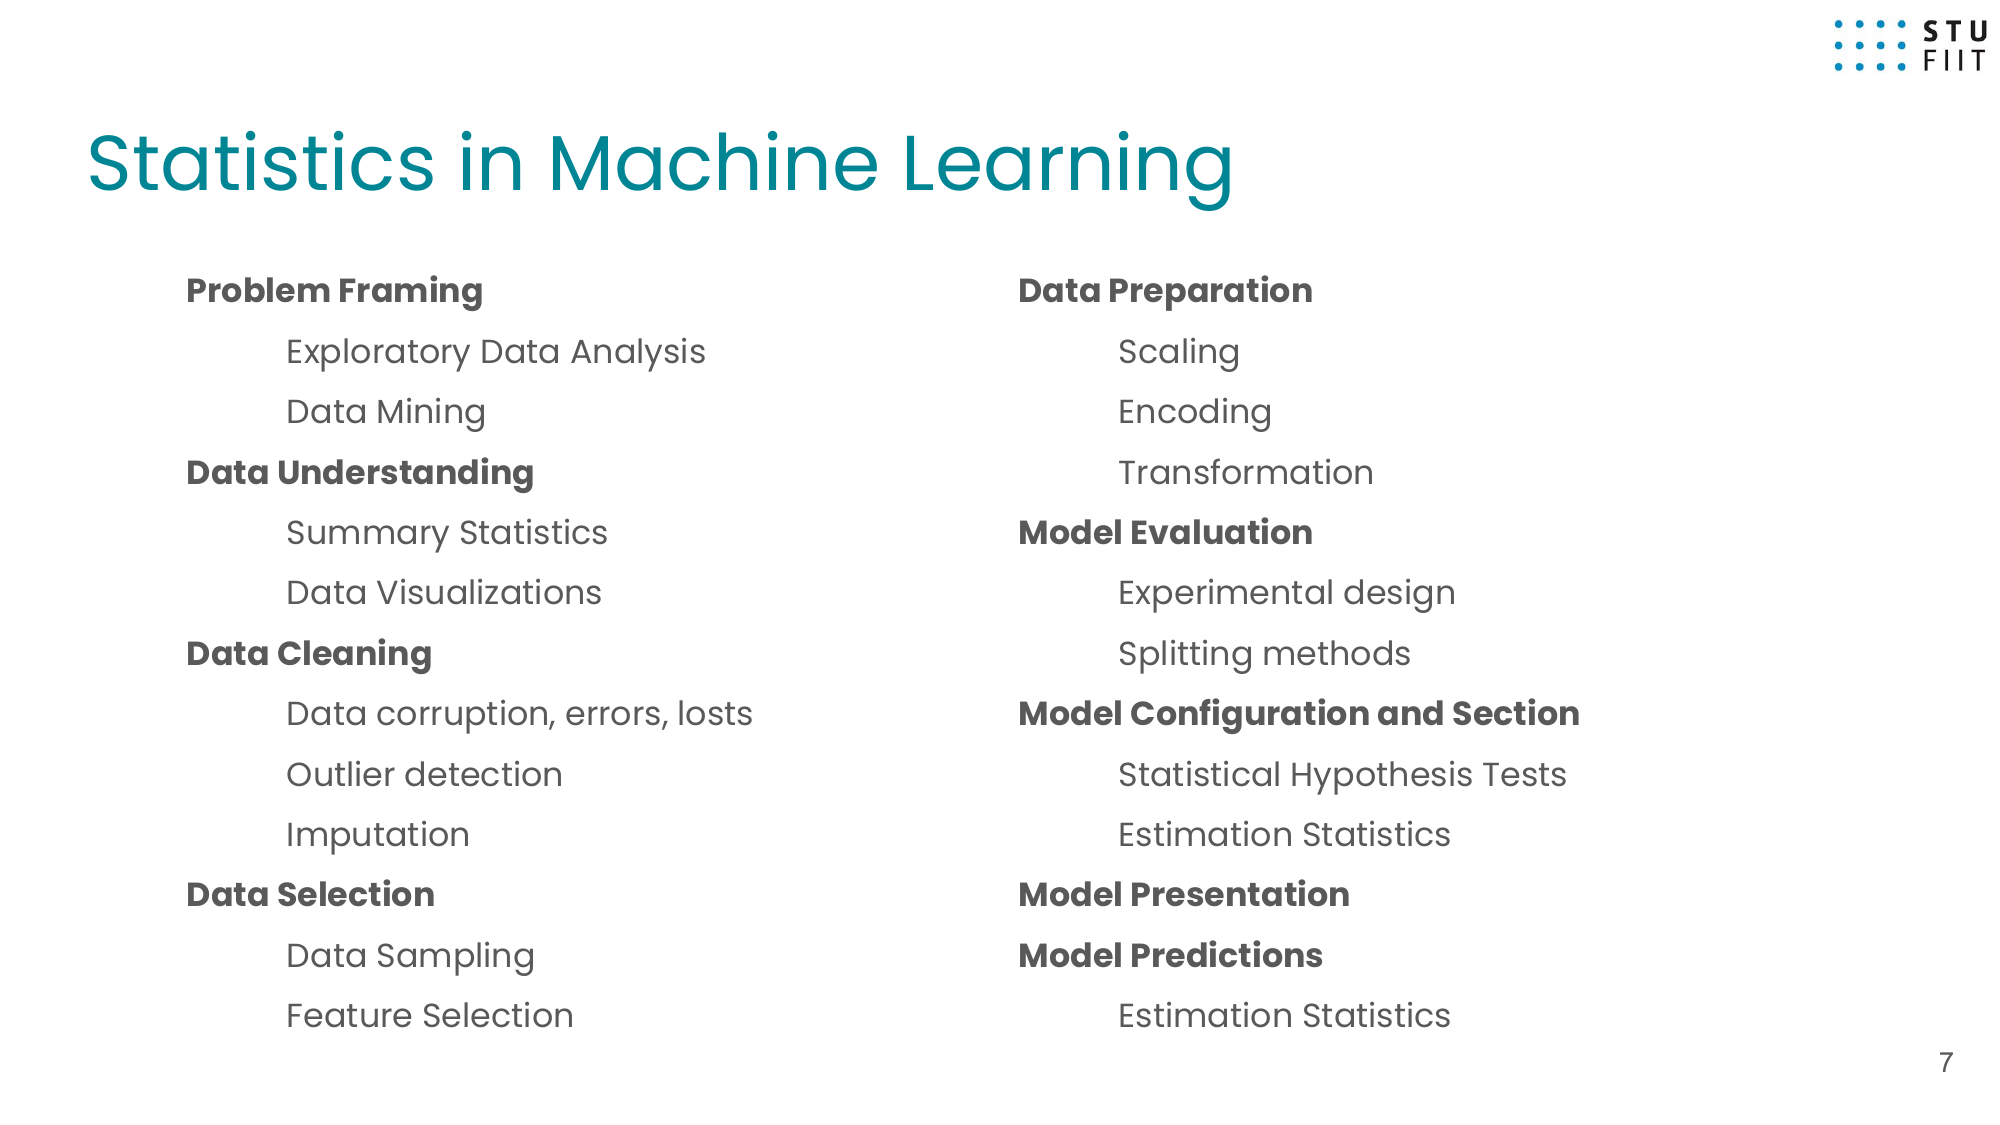 STU
FIIT
Statistics in Machine Learning
Problem Framing
Exploratory Data Analysis
Data Mining
Data Understanding
Summary Statistics
Data Visualizations
Data Cleaning
Data corruption, errors, losts
Outlier detection
Imputation
Data Selection
Data Sampling
Feature Selection
Data Preparation
Scaling
Encoding
Transformation
Model Evaluation
Experimental design
Splitting methods
Model Configuration and Section
Statistical Hypothesis Tests
Estimation Statistics
Model Presentation
Model Predictions
Estimation Statistics
7